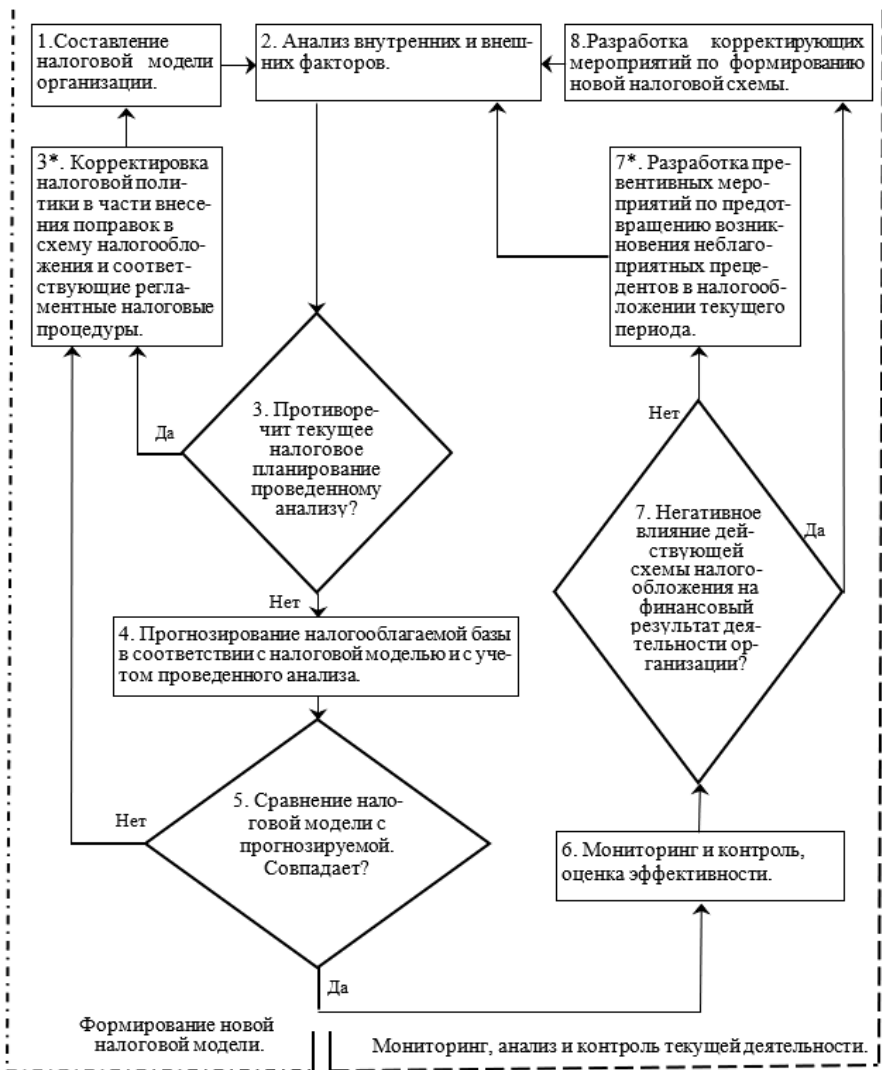 1.Составление
налоговой модели
организации.
2. Анализ внутренних и внеш-
них факторов.
8.Разработка корректирующих
мероприятий по формированию
новой налоговой схемы.
3*. Корректировка
налоговой поли-
тики в части внесе
ния поправок в
схему налогообло-
жения и соответ-
ствующие регла-
ментные налоговые
процедуры.
7*. Разработка пре-
вентивных меро-
приятий по предот-
вращению возник-
новения неблаго-
приятных преце-
дентов в налогооб-
ложении текущего
периода.
3. Противоре-
чит текущее
налоговое
планирование
проведенному
анализу?
Да
Нет
Нет
7. Негативное
влияние дей-
ствующей
схемы налого-
обложения на
финансовый
результат дея-
тельности ор-
ганизации?
Да
4. Прогнозирование налогооблагаемой базы
в соответствии с налоговой моделью и с уче-
том проведенного анализа.
5. Сравнение нало-
говой модели с
прогнозируемой.
Совпадает?
Нет
Да
6. Мониторинг и контроль,
оценка эффективности.
Формирование новой
налоговой модели.
Мониторинг, анализ и контроль текущей деятельности.